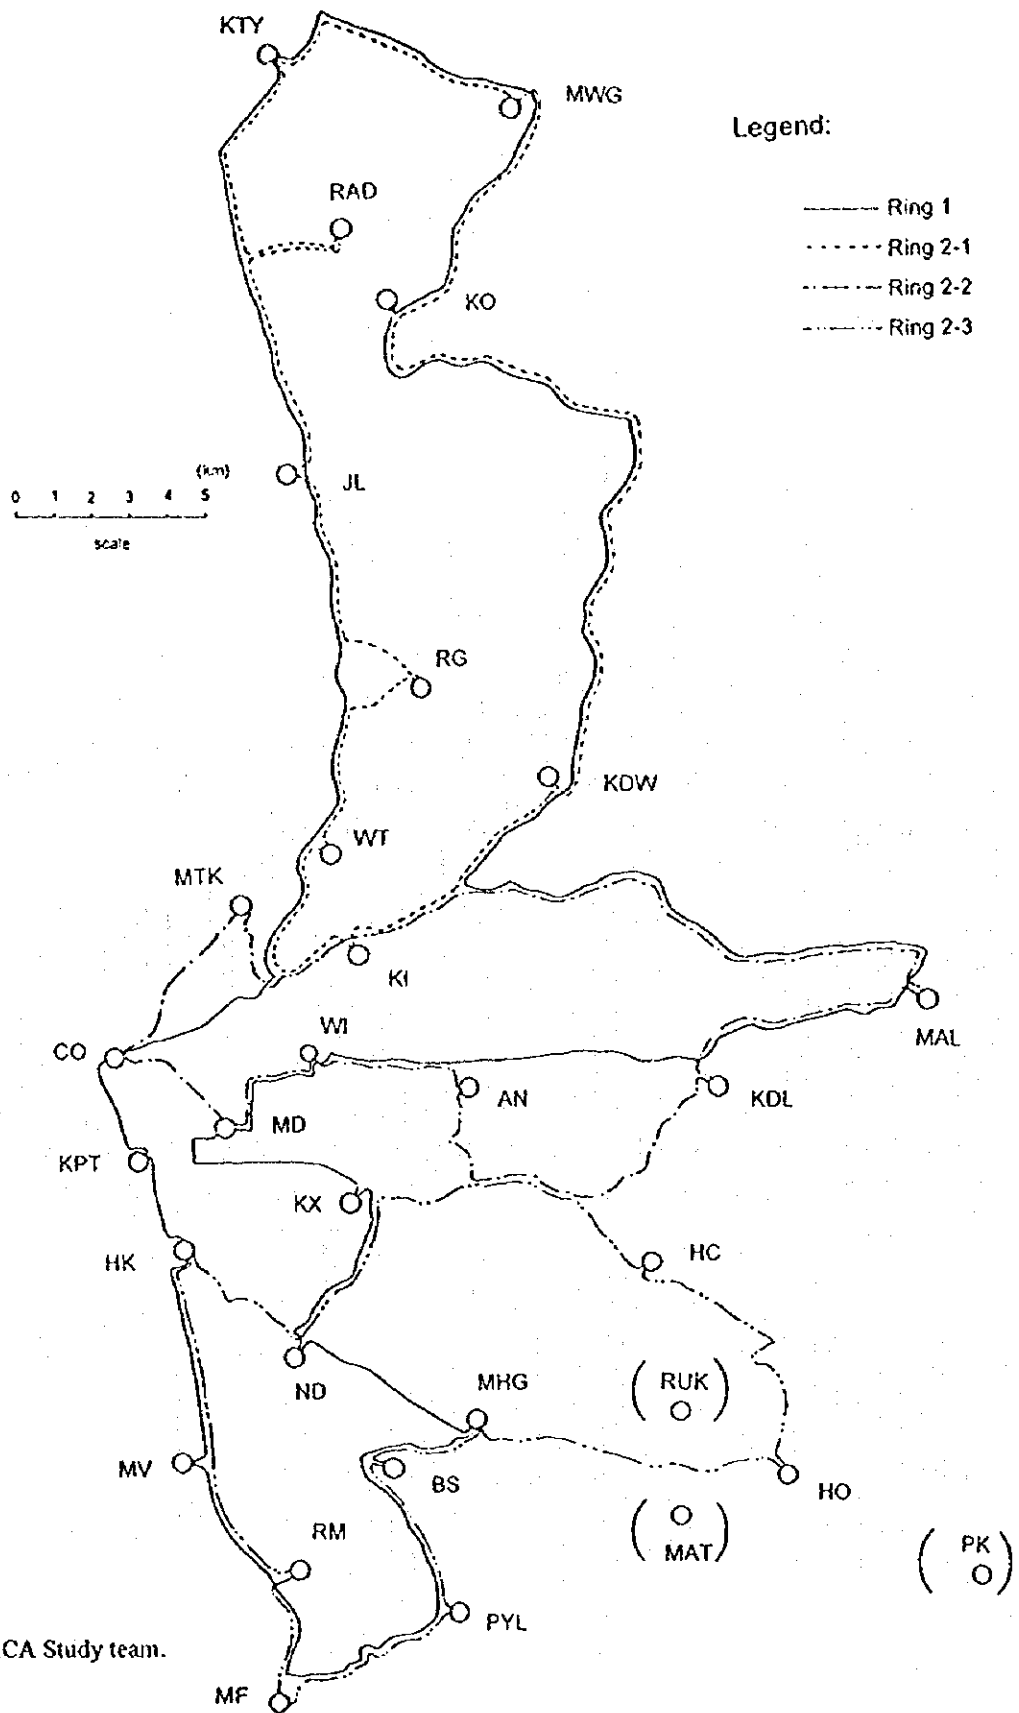 KTY
MWG
Legend:
RAD
Ring 1
Ring 2-1
KO
Ring 2-2
Ring 2-3
(km)
JL
0 1 2 3 4 5
scale
RG
KDW
WT
MTK
KI
WI
MAL
CO
AN
KDL
MD
KPT
KX
HC
HK
ND
MHG
(RUK)
MV
BS
HO
RM
(MAT)
(PK)
PYL
CA Study team.
MF